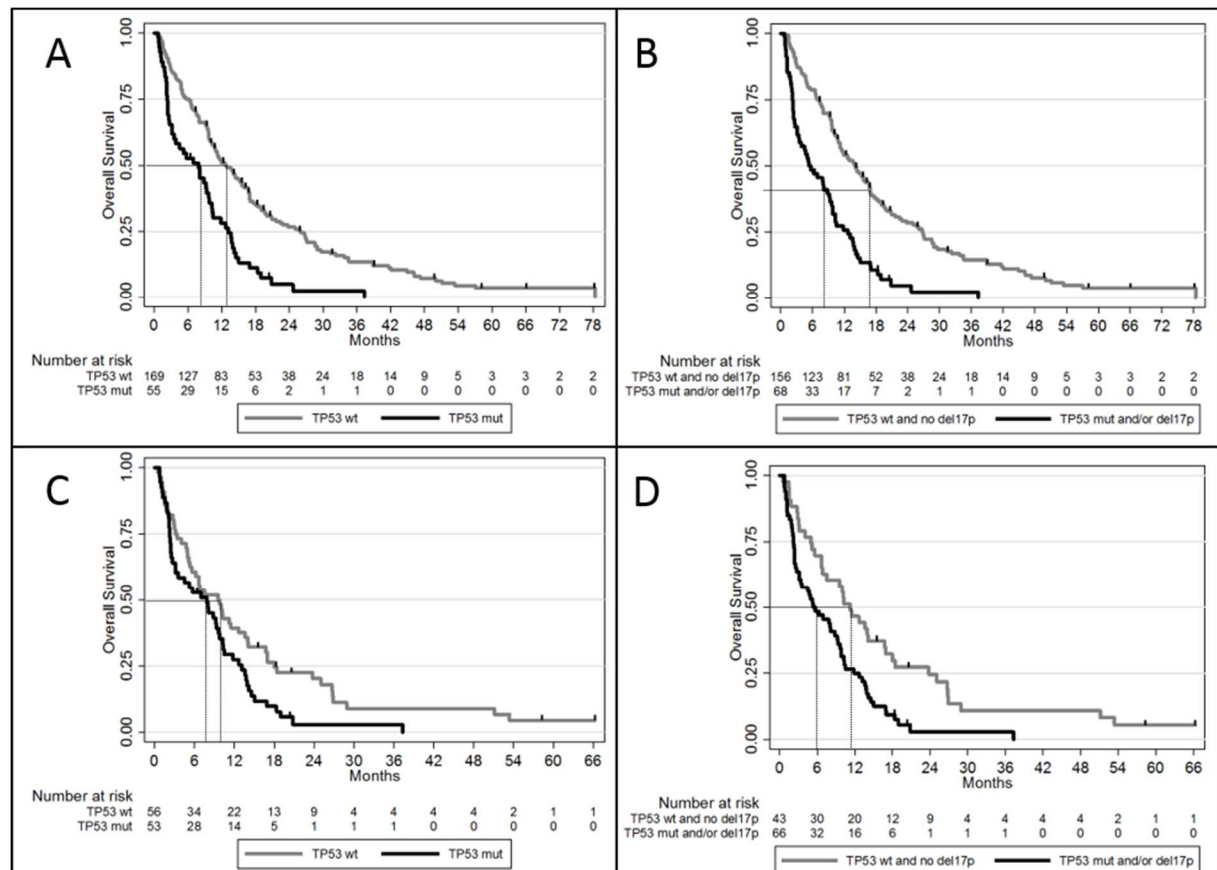 A
Overall Survival
1.00
0.75
0.50
0.25
0.00
0 6 12 18 24 30 36 42 48 54 60 66 72 78
Months
Number at risk
TP53 wt 169 127 83 53 38 24 18 14 9 5 3 3 2 2
TP53 mut 55 29 15 6 2 1 1 0 0 0 0 0 0 0
TP53 wt TP53 mut
B
Overall Survival
1.00
0.75
0.50
0.25
0.00
0 6 12 18 24 30 36 42 48 54 60 66 72 78
Months
Number at risk
TP53 wt and no del17p 156 123 81 52 38 24 18 14 9 5 3 3 2 2
TP53 mut and/or del17p 68 33 17 7 2 1 1 0 0 0 0 0 0 0
TP53 wt and no del17p TP53 mut and/or del17p
C
Overall Survival
1.00
0.75
0.50
0.25
0.00
0 6 12 18 24 30 36 42 48 54 60 66
Months
Number at risk
TP53 wt 56 34 22 13 9 4 4 4 4 2 1 1
TP53 mut 53 28 14 5 1 1 1 0 0 0 0 0
TP53 wt TP53 mut
D
Overall Survival
1.00
0.75
0.50
0.25
0.00
0 6 12 18 24 30 36 42 48 54 60 66
Months
Number at risk
TP53 wt and no del17p 43 30 20 12 9 4 4 4 4 2 1 1
TP53 mut and/or del17p 66 32 16 6 1 1 1 0 0 0 0 0
TP53 wt and no del17p TP53 mut and/or del17p